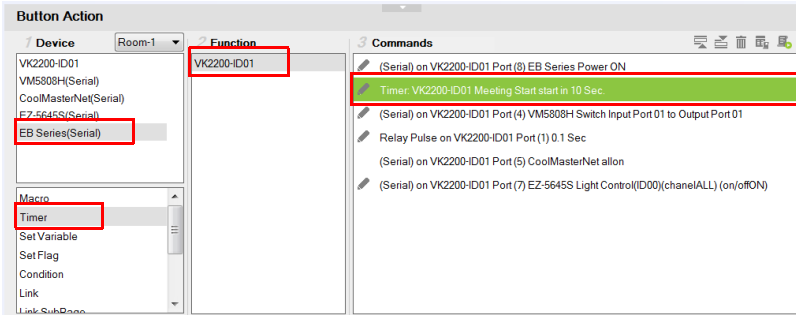 Button Action
1 Device
Room-1
VK2200-ID01
VM5808H(Serial)
CoolMasterNet(Serial)
EZ-5645S(Serial)
EB Series(Serial)
Macro
Timer
Set Variable
Set Flag
Condition
Link
Link SubPage
2 Function
VK2200-ID01
3 Commands
(Serial) on VK2200-ID01 Port (8) EB Series Power ON
Timer: VK2200-ID01 Meeting Start start in 10 Sec.
(Serial) on VK2200-ID01 Port (4) VM5808H Switch Input Port 01 to Output Port 01
Relay Pulse on VK2200-ID01 Port (1) 0.1 Sec
(Serial) on VK2200-ID01 Port (5) CoolMasterNet allon
(Serial) on VK2200-ID01 Port (7) EZ-5645S Light Control(ID00)(chanelALL) (on/offON)